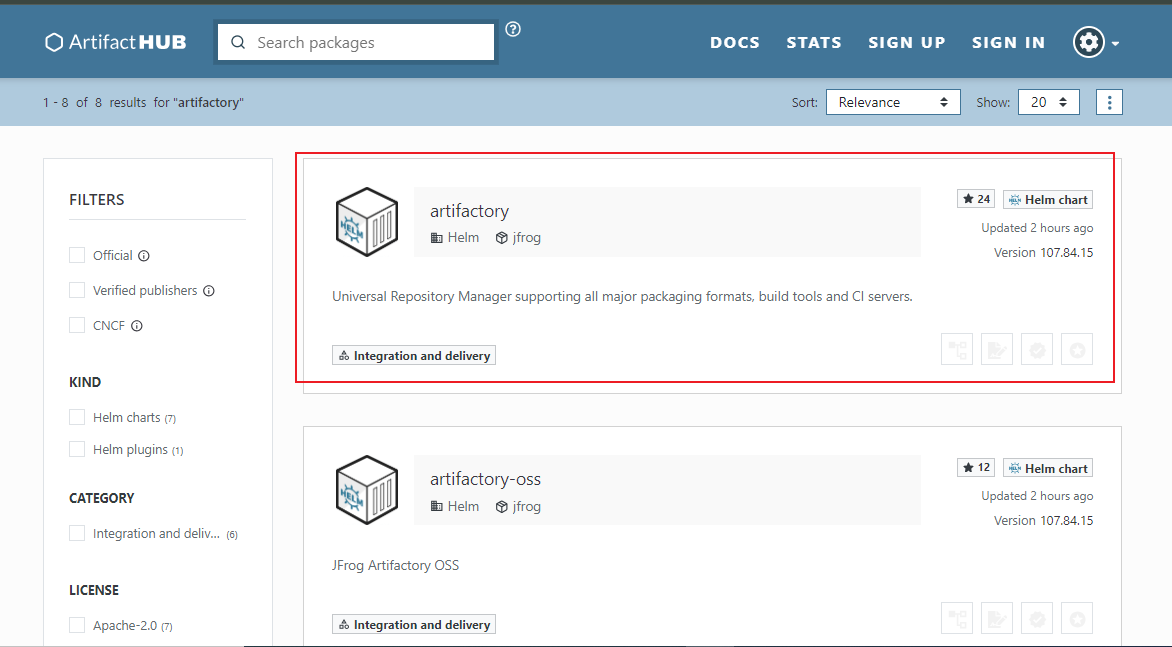 ArtifactHUB
Search packages
DOCS STATS SIGN UP SIGN IN
1 - 8 of 8 results for "artifactory"
Sort: Relevance Show: 20
FILTERS
Official
Verified publishers
CNCF
KIND
Helm charts (7)
Helm plugins (1)
CATEGORY
Integration and deliv... (6)
LICENSE
Apache-2.0 (7)
HELM
artifactory
Helm jfrog
24 Helm chart
Updated 2 hours ago
Version 107.84.15
Universal Repository Manager supporting all major packaging formats, build tools and CI servers.
Integration and delivery
HELM
artifactory-oss
Helm jfrog
12 Helm chart
Updated 2 hours ago
Version 107.84.15
JFrog Artifactory OSS
Integration and delivery